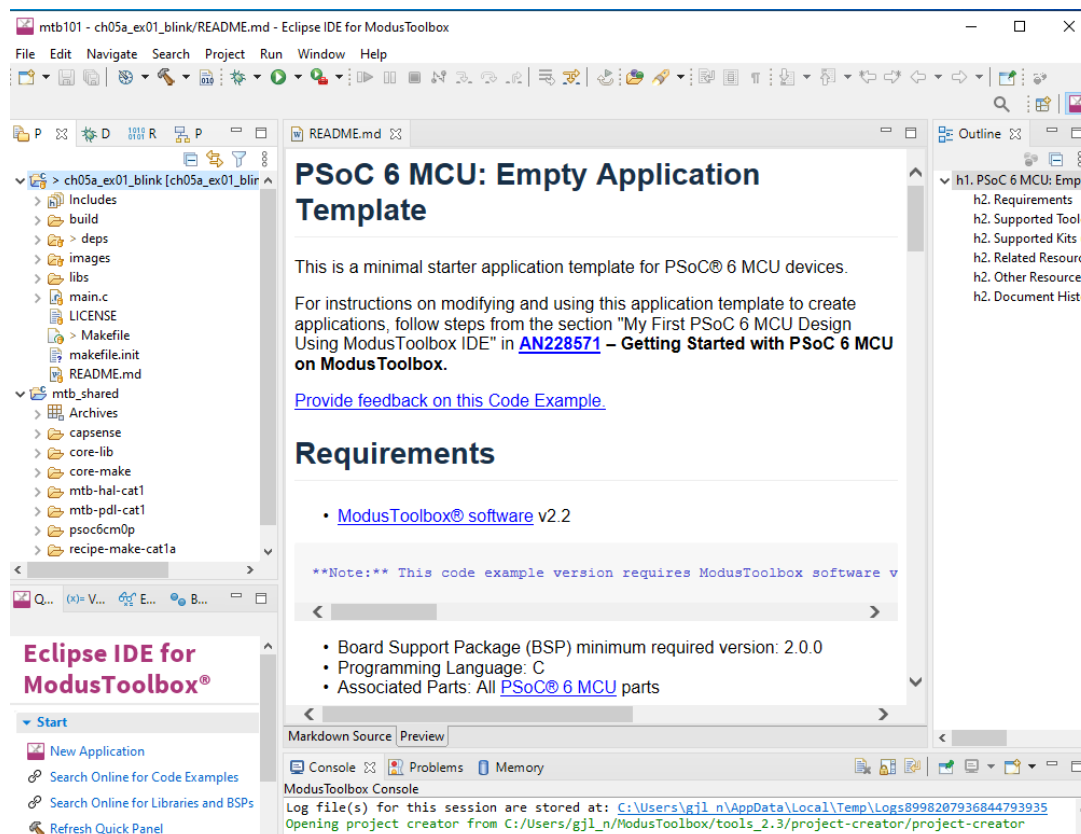 mtb101 - ch05a_ex01_blink/README.md - Eclipse IDE for ModusToolbox
File Edit Navigate Search Project Run Window Help
P D R P
README.md
Outline
> ch05a_ex01_blink [ch05a_ex01_blin
Includes
build
> deps
images
libs
main.c
LICENSE
> Makefile
makefile.init
README.md
mtb_shared
Archives
capsense
core-lib
core-make
mtb-hal-cat1
mtb-pdl-cat1
psoc6cm0p
recipe-make-cat1a
PSoC 6 MCU: Empty Application
Template
This is a minimal starter application template for PSoC® 6 MCU devices.
For instructions on modifying and using this application template to create
applications, follow steps from the section "My First PSoC 6 MCU Design
Using ModusToolbox IDE" in AN228571 – Getting Started with PSoC 6 MCU
on ModusToolbox.
Provide feedback on this Code Example.
Requirements
• ModusToolbox® software v2.2
**Note:** This code example version requires ModusToolbox software v
• Board Support Package (BSP) minimum required version: 2.0.0
• Programming Language: C
• Associated Parts: All PSoC® 6 MCU parts
Markdown Source Preview
h1. PSoC 6 MCU: Emp
h2. Requirements
h2. Supported Tool
h2. Supported Kits
h2. Related Resourc
h2. Other Resource
h2. Document Hist
Q... (x)= V... E... B...
Eclipse IDE for
ModusToolbox®
Start
New Application
Search Online for Code Examples
Search Online for Libraries and BSPs
Refresh Quick Panel
Console Problems Memory
ModusToolbox Console
Log file(s) for this session are stored at: C:\Users\gjl_n\AppData\Local\Temp\Logs8998207936844793935
Opening project creator from C:/Users/gjl_n/ModusToolbox/tools_2.3/project-creator/project-creator